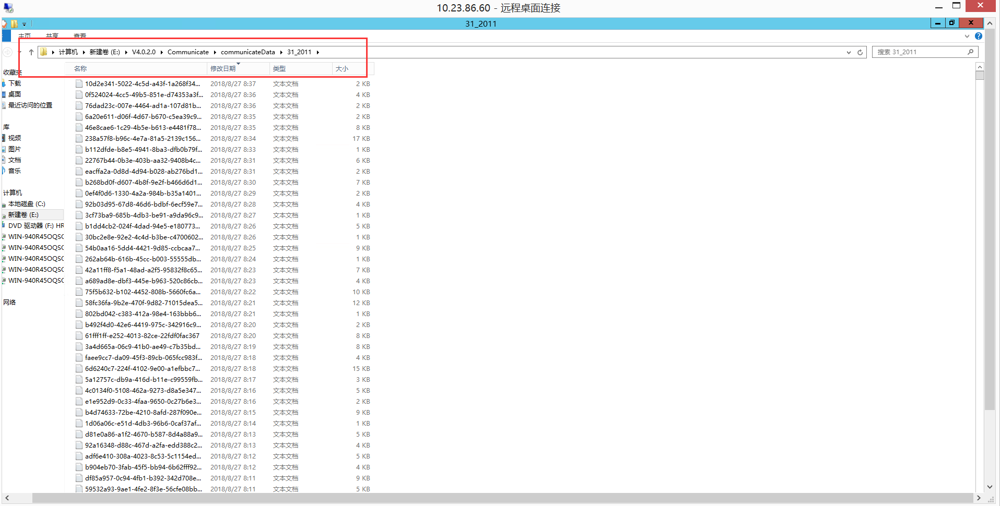 10.23.86.60 - 远程桌面连接
31_2011
主页 共享 查看
计算机 新建卷 (E:) V4.0.2.0 Communicate communicateData 31_2011
搜索 31_2011
名称 修改日期 类型 大小
收藏夹
下载
桌面
最近访问的位置
库
视频
图片
文档
音乐
计算机
本地磁盘 (C:)
新建卷 (E:)
DVD 驱动器 (F:) HR
WIN-940R45OQSC
WIN-940R45OQSC
WIN-940R45OQSC
WIN-940R45OQSC
WIN-940R45OQSC
网络
10d2e341-5022-4c5d-a43f-1a268f34... 2018/8/27 8:37 文本文档 2 KB
0f524024-4cc5-49b5-851e-d74353a3f... 2018/8/27 8:36 文本文档 4 KB
76dad23c-007e-4464-ad1a-107d81b... 2018/8/27 8:36 文本文档 2 KB
6a20e611-d06f-4d67-b670-c5ea39c9... 2018/8/27 8:35 文本文档 2 KB
46e8cae6-1c29-4b5e-b613-e4481f78... 2018/8/27 8:35 文本文档 8 KB
238a57f8-b96c-4e7a-81a5-2139c156... 2018/8/27 8:34 文本文档 17 KB
b112dfde-b8e5-4941-8ba3-dfb0b79f... 2018/8/27 8:33 文本文档 1 KB
22767b44-0b3e-403b-aa32-9408b4c... 2018/8/27 8:31 文本文档 6 KB
eacffa2a-0d8d-4d94-b028-ab276bd1... 2018/8/27 8:31 文本文档 2 KB
b268bd0f-d607-4b8f-9e2f-b466d6d1... 2018/8/27 8:30 文本文档 7 KB
0ef4f0d6-1330-4a2a-984b-b35a1401... 2018/8/27 8:29 文本文档 2 KB
92b03d95-67d8-46d6-bdbf-6ecf59e7... 2018/8/27 8:28 文本文档 4 KB
3cf73ba9-685b-4db3-be91-a9da96c9... 2018/8/27 8:27 文本文档 1 KB
b1dd4cb2-024f-4dad-94e5-e180773... 2018/8/27 8:26 文本文档 5 KB
30bc2e8e-92e2-4c4d-b3be-c4700602... 2018/8/27 8:26 文本文档 1 KB
54b0aa16-5dd4-4421-9d85-ccbcaa7... 2018/8/27 8:25 文本文档 9 KB
262ab64b-616b-45cc-b003-55555db... 2018/8/27 8:24 文本文档 1 KB
42a11ff8-f5a1-48ad-a2f5-95832f8c65... 2018/8/27 8:23 文本文档 7 KB
a689ad8e-dbf3-445e-b963-520c86cb... 2018/8/27 8:23 文本文档 4 KB
75f5b632-b102-4452-808b-5660fc6a... 2018/8/27 8:22 文本文档 10 KB
58fc36fa-9b2e-470f-9d82-71015dea5... 2018/8/27 8:21 文本文档 12 KB
802bd042-c383-412a-98e4-163bbb6... 2018/8/27 8:21 文本文档 1 KB
b492f4d0-42e6-4419-975c-342916c9... 2018/8/27 8:20 文本文档 2 KB
61fff1ff-e252-4013-82ce-22fdf0fac367 2018/8/27 8:20 文本文档 8 KB
3a4d665a-06c9-41b0-ae49-c7b35bd... 2018/8/27 8:19 文本文档 8 KB
faee9cc7-da09-45f3-89cb-065fcc983f... 2018/8/27 8:18 文本文档 4 KB
6d6240c7-224f-4102-9e00-a1efbbc7... 2018/8/27 8:18 文本文档 15 KB
5a12757c-db9a-416d-b11e-c99559fb... 2018/8/27 8:17 文本文档 3 KB
4c0134f0-5108-462a-9273-d8a5e347... 2018/8/27 8:16 文本文档 5 KB
e1e952d9-0c33-4faa-9650-0c27b6e3... 2018/8/27 8:16 文本文档 2 KB
b4d74633-72be-4210-8afd-287f090e... 2018/8/27 8:15 文本文档 9 KB
1d06a06c-e51d-4db3-96b6-0caf37af... 2018/8/27 8:14 文本文档 1 KB
d81e0a86-a1f2-4670-b587-8d4a88a9... 2018/8/27 8:13 文本文档 5 KB
92a16348-d88c-467d-a2fa-edd388c2... 2018/8/27 8:13 文本文档 4 KB
adf6e410-308a-4023-8c53-5c1154ed... 2018/8/27 8:12 文本文档 5 KB
b904eb70-3fab-45f5-bb94-6b62fff92... 2018/8/27 8:12 文本文档 4 KB
df85a957-0c94-4fb1-b392-342d708e... 2018/8/27 8:11 文本文档 9 KB
59532a93-9ae1-4fe2-8f3e-56cfe08bb... 2018/8/27 8:11 文本文档 5 KB